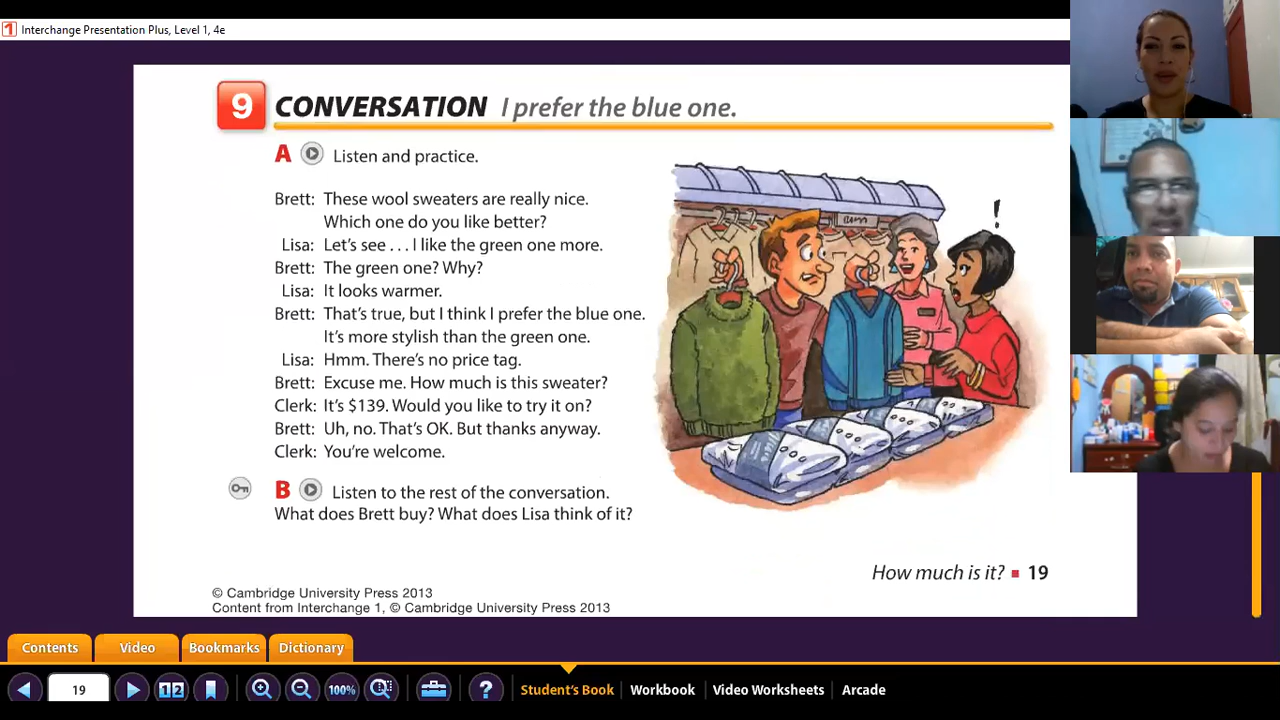 Interchange Presentation Plus, Level 1, 4e
9 CONVERSATION I prefer the blue one.
A Listen and practice.
Brett: These wool sweaters are really nice.
Which one do you like better?
Lisa: Let's see . . . I like the green one more.
Brett: The green one? Why?
Lisa: It looks warmer.
Brett: That's true, but I think I prefer the blue one.
It's more stylish than the green one.
Lisa: Hmm. There's no price tag.
Brett: Excuse me. How much is this sweater?
Clerk: It's $139. Would you like to try it on?
Brett: Uh, no. That's OK. But thanks anyway.
Clerk: You're welcome.
!
B Listen to the rest of the conversation.
What does Brett buy? What does Lisa think of it?
How much is it? ■ 19
© Cambridge University Press 2013
Content from Interchange 1, © Cambridge University Press 2013
Contents Video Bookmarks Dictionary
19 12 100% ? Student's Book Workbook Video Worksheets Arcade